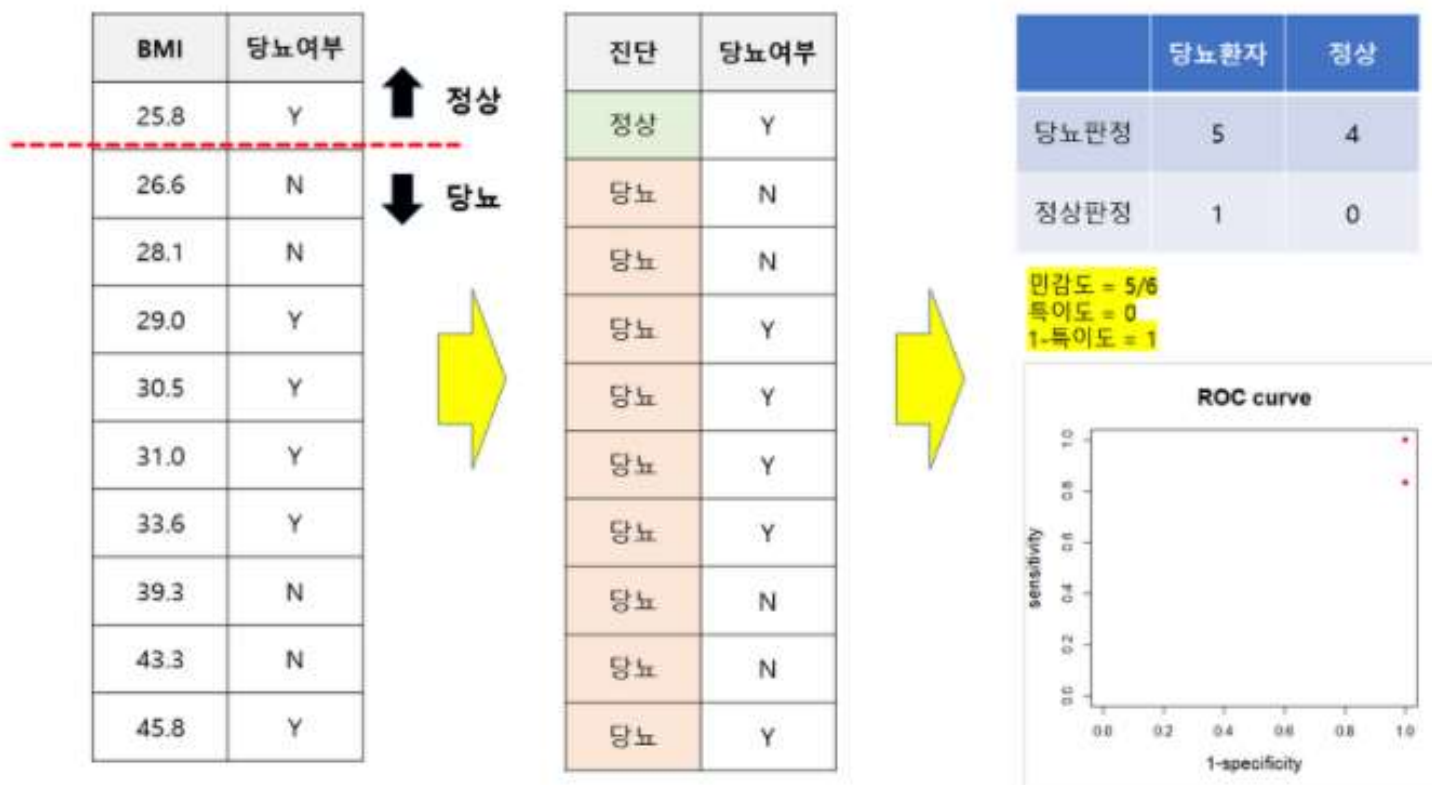 BMI 당뇨여부
25.8 Y
26.6 N
28.1 N
29.0 Y
30.5 Y
31.0 Y
33.6 Y
39.3 N
43.3 N
45.8 Y
정상
당뇨
진단 당뇨여부
정상 Y
당뇨 N
당뇨 N
당뇨 Y
당뇨 Y
당뇨 Y
당뇨 Y
당뇨 N
당뇨 N
당뇨 Y
당뇨환자 정상
당뇨판정 5 4
정상판정 1 0
민감도 = 5/6
특이도 = 0
1-특이도 = 1
ROC curve
sensitivity
1.0
0.8
0.6
0.4
0.2
0.0
0.0 0.2 0.4 0.6 0.8 1.0
1-specificity